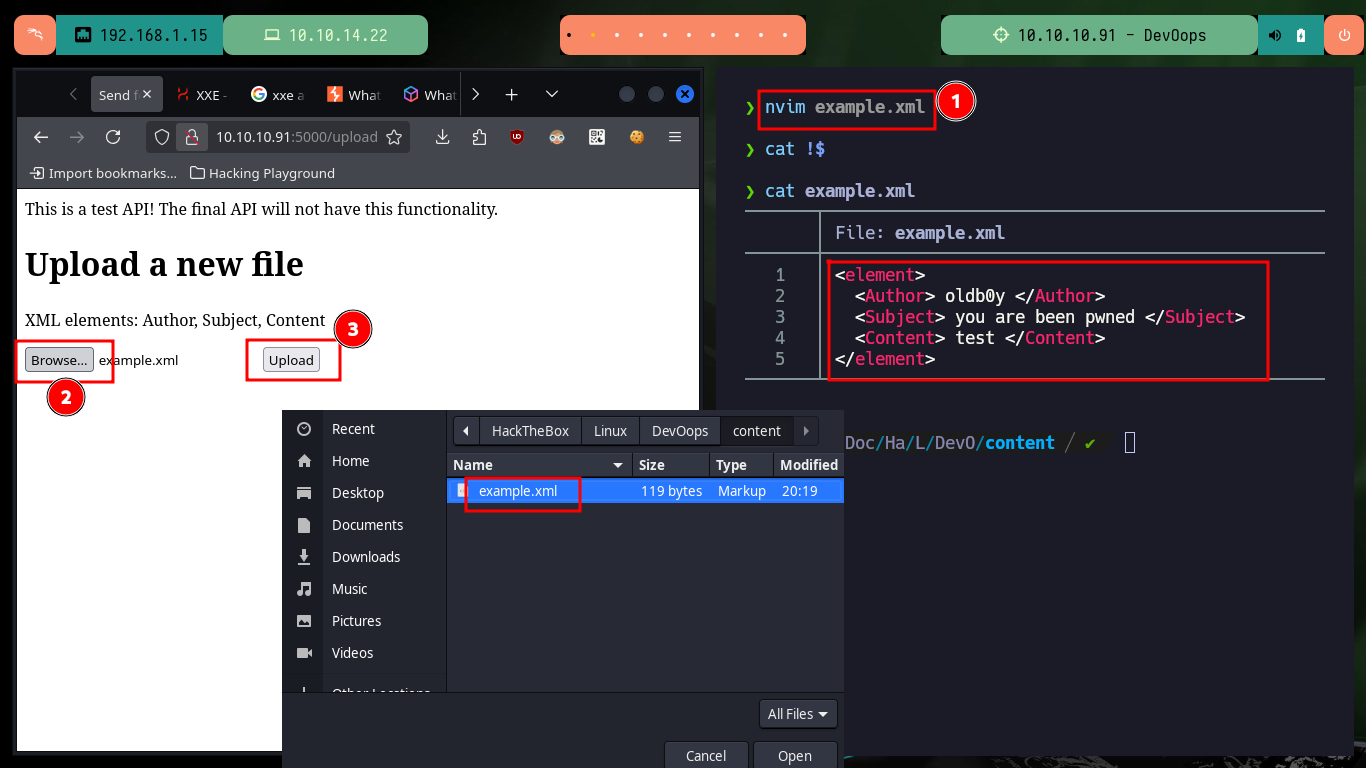 192.168.1.15
10.10.14.22
10.10.10.91 - DevOops
Send f
XXE -
xxe a
What
What
10.10.10.91:5000/upload
Import bookmarks...
Hacking Playground
This is a test API! The final API will not have this functionality.
Upload a new file
XML elements: Author, Subject, Content
3
Browse...
example.xml
Upload
2
❯ nvim example.xml
1
❯ cat !$
❯ cat example.xml
File: example.xml
1 <element>
2 <Author> oldb0y </Author>
3 <Subject> you are been pwned </Subject>
4 <Content> test </Content>
5 </element>
Doc/Ha/L/DevO/content / ✔
Recent
Home
Desktop
Documents
Downloads
Music
Pictures
Videos
Other Locations
HackTheBox
Linux
DevOops
content
Name
Size
Type
Modified
example.xml
119 bytes
Markup
20:19
All Files
Cancel
Open